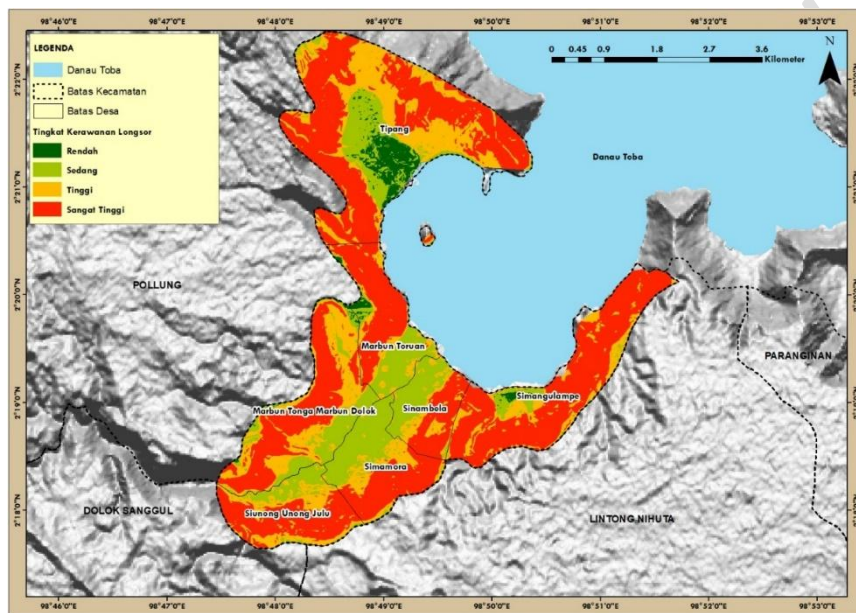 98°46'0"E 98°47'0"E 98°48'0"E 98°49'0"E 98°50'0"E 98°51'0"E 98°52'0"E 98°53'0"E
LEGENDA
Danau Toba
Batas Kecamatan
Batas Desa
Tingkat Kerawanan Longsor
Rendah
Sedang
Tinggi
Sangat Tinggi
0 0.45 0.9 1.8 2.7 3.6
Kilometer
N
2°22'0"N
Tipang
Danau Toba
2°21'0"N
POLLUNG
2°20'0"N
Marbun Toruan
PARANGINAN
2°19'0"N
Marbun Tonga Marbun Dolok
Sinambela
Simangulampe
Simamora
2°18'0"N
DOLOK SANGGUL
Siunong Unong Julu
LINTONG NIHUTA
98°46'0"E 98°47'0"E 98°48'0"E 98°49'0"E 98°50'0"E 98°51'0"E 98°52'0"E 98°53'0"E